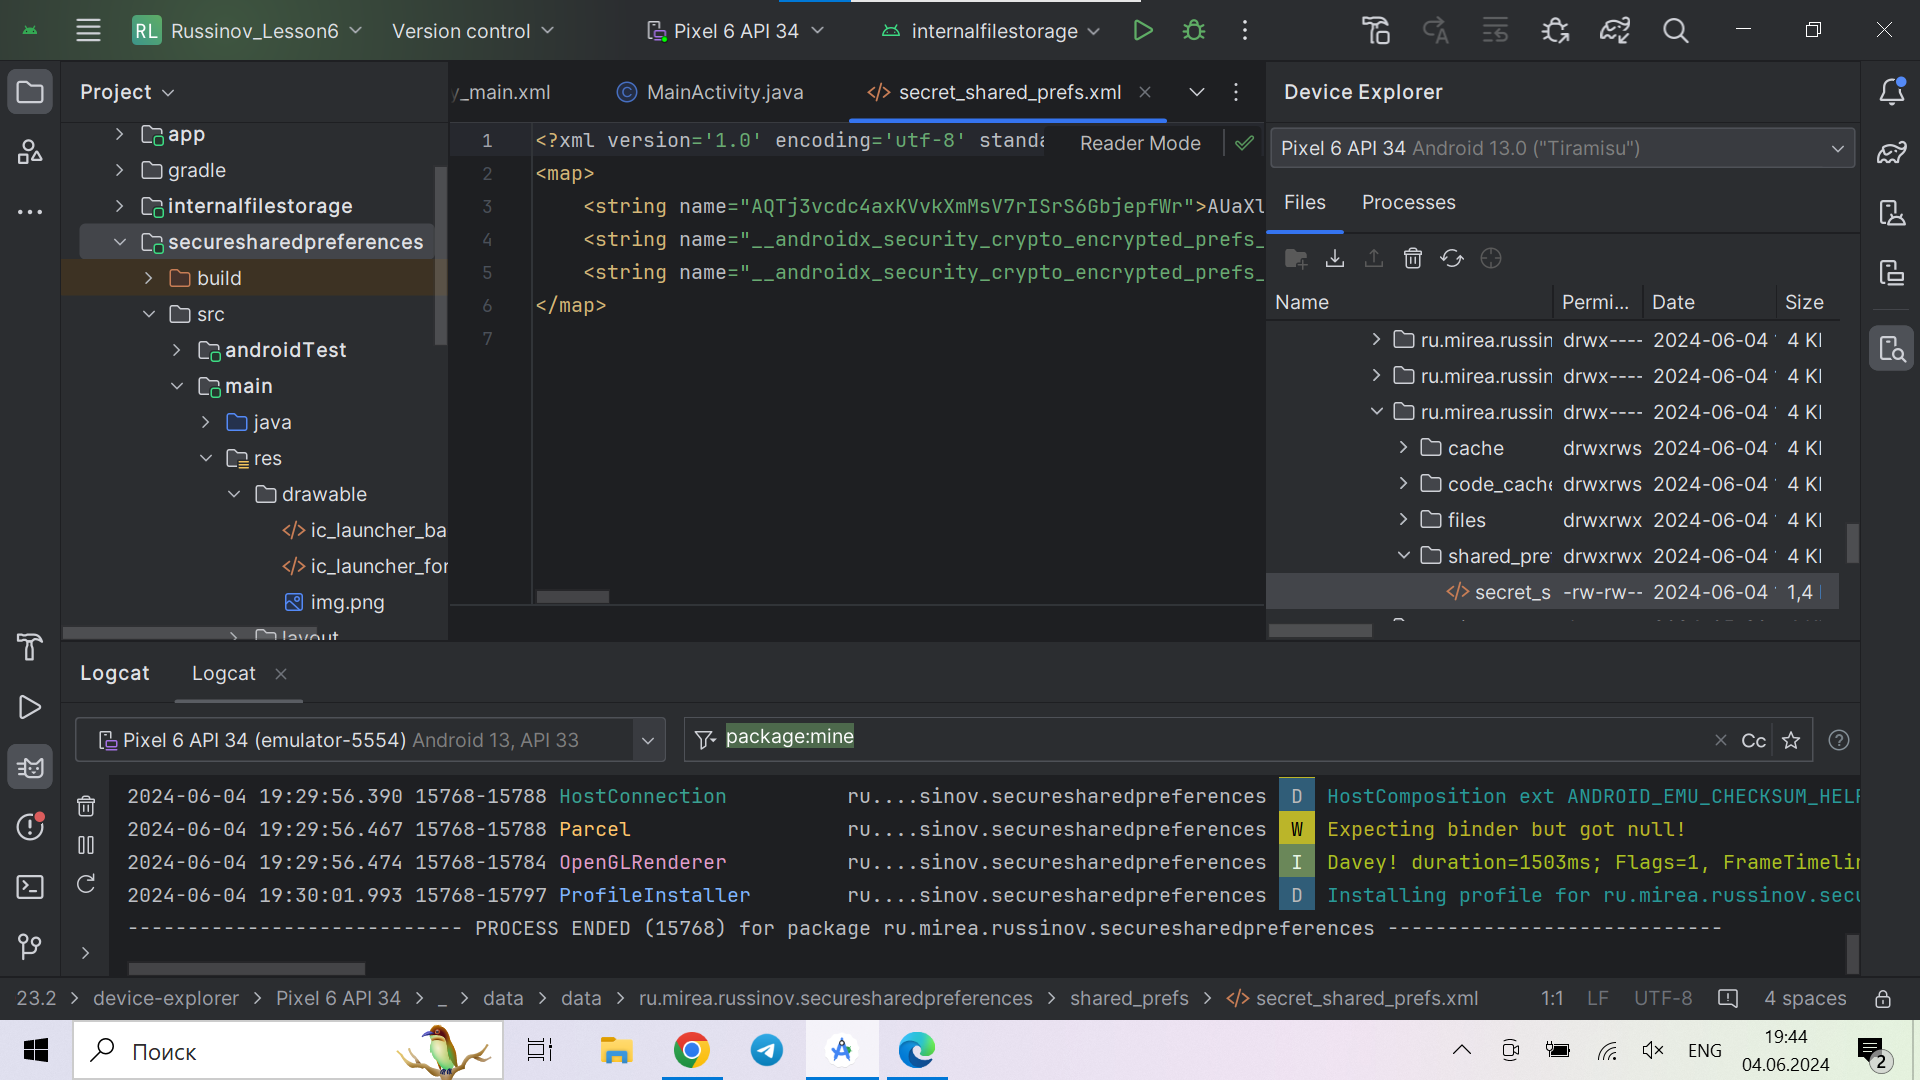 RL Russinov_Lesson6 Version control Pixel 6 API 34 internalfilestorage
Project
app
gradle
internalfilestorage
securesharedpreferences
build
src
androidTest
main
java
res
drawable
ic_launcher_ba
ic_launcher_for
img.png
layout
y_main.xml MainActivity.java secret_shared_prefs.xml
Reader Mode
1 <?xml version='1.0' encoding='utf-8' standa
2 <map>
3 <string name="AQTj3vcdc4axKVvkXmMsV7rISrS6GbjepfWr">AUaXl
4 <string name="__androidx_security_crypto_encrypted_prefs_
5 <string name="__androidx_security_crypto_encrypted_prefs_
6 </map>
7
Device Explorer
Pixel 6 API 34 Android 13.0 ("Tiramisu")
Files Processes
Name Permi... Date Size
ru.mirea.russin drwx---- 2024-06-04 4 KI
ru.mirea.russin drwx---- 2024-06-04 4 KI
ru.mirea.russin drwx---- 2024-06-04 4 KI
cache drwxrws 2024-06-04 4 KI
code_cache drwxrws 2024-06-04 4 KI
files drwxrwx 2024-06-04 4 KI
shared_pre drwxrwx 2024-06-04 4 KI
secret_s -rw-rw-- 2024-06-04 1,4
Logcat Logcat
Pixel 6 API 34 (emulator-5554) Android 13, API 33 package:mine Cc
2024-06-04 19:29:56.390 15768-15788 HostConnection ru....sinov.securesharedpreferences D HostComposition ext ANDROID_EMU_CHECKSUM_HELP
2024-06-04 19:29:56.467 15768-15788 Parcel ru....sinov.securesharedpreferences W Expecting binder but got null!
2024-06-04 19:29:56.474 15768-15784 OpenGLRenderer ru....sinov.securesharedpreferences I Davey! duration=1503ms; Flags=1, FrameTimelin
2024-06-04 19:30:01.993 15768-15797 ProfileInstaller ru....sinov.securesharedpreferences D Installing profile for ru.mirea.russinov.secu
---------------------------- PROCESS ENDED (15768) for package ru.mirea.russinov.securesharedpreferences ----------------------------
23.2 > device-explorer > Pixel 6 API 34 > _ > data > data > ru.mirea.russinov.securesharedpreferences > shared_prefs > secret_shared_prefs.xml 1:1 LF UTF-8 4 spaces
Поиск
ENG
19:44
04.06.2024
2